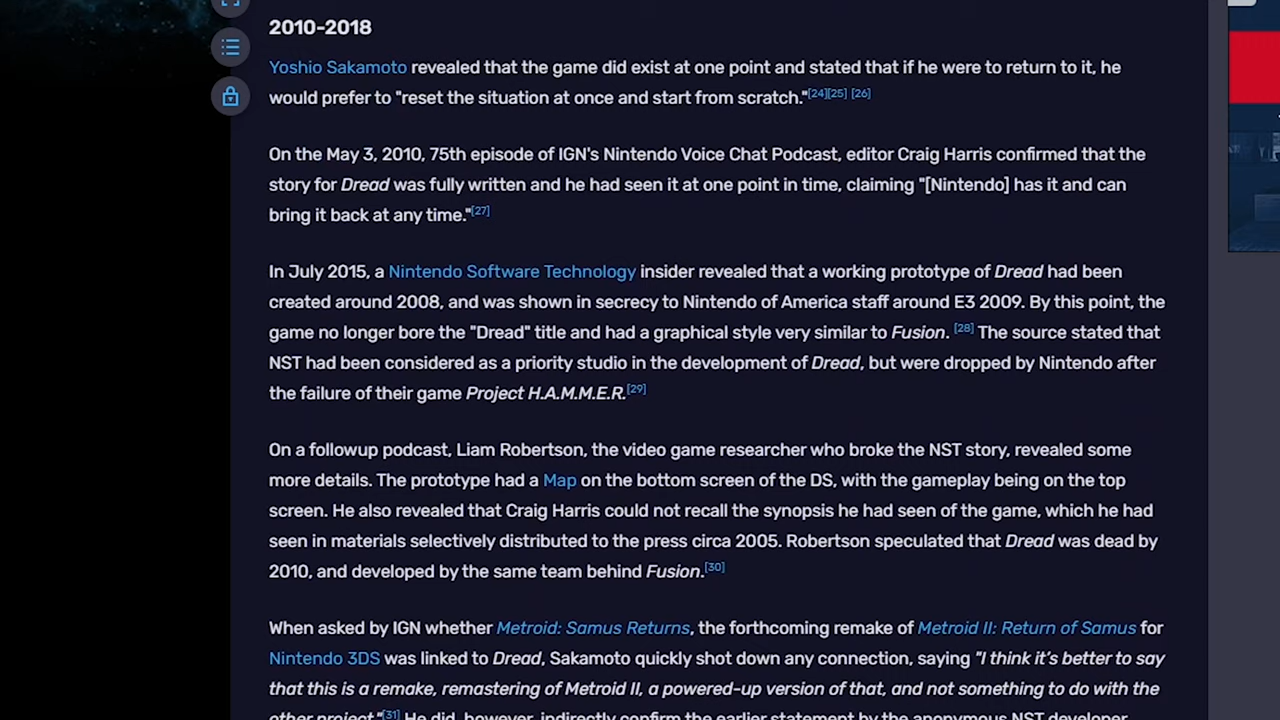 2010-2018
Yoshio Sakamoto revealed that the game did exist at one point and stated that if he were to return to it, he
would prefer to "reset the situation at once and start from scratch."[24][25] [26]
On the May 3, 2010, 75th episode of IGN's Nintendo Voice Chat Podcast, editor Craig Harris confirmed that the
story for Dread was fully written and he had seen it at one point in time, claiming "[Nintendo] has it and can
bring it back at any time."[27]
In July 2015, a Nintendo Software Technology insider revealed that a working prototype of Dread had been
created around 2008, and was shown in secrecy to Nintendo of America staff around E3 2009. By this point, the
game no longer bore the "Dread" title and had a graphical style very similar to Fusion. [28] The source stated that
NST had been considered as a priority studio in the development of Dread, but were dropped by Nintendo after
the failure of their game Project H.A.M.M.E.R.[29]
On a followup podcast, Liam Robertson, the video game researcher who broke the NST story, revealed some
more details. The prototype had a Map on the bottom screen of the DS, with the gameplay being on the top
screen. He also revealed that Craig Harris could not recall the synopsis he had seen of the game, which he had
seen in materials selectively distributed to the press circa 2005. Robertson speculated that Dread was dead by
2010, and developed by the same team behind Fusion.[30]
When asked by IGN whether Metroid: Samus Returns, the forthcoming remake of Metroid II: Return of Samus for
Nintendo 3DS was linked to Dread, Sakamoto quickly shot down any connection, saying "I think it's better to say
that this is a remake, remastering of Metroid II, a powered-up version of that, and not something to do with the
other project."[31] He did, however, indirectly confirm the earlier statement by the anonymous NST developer